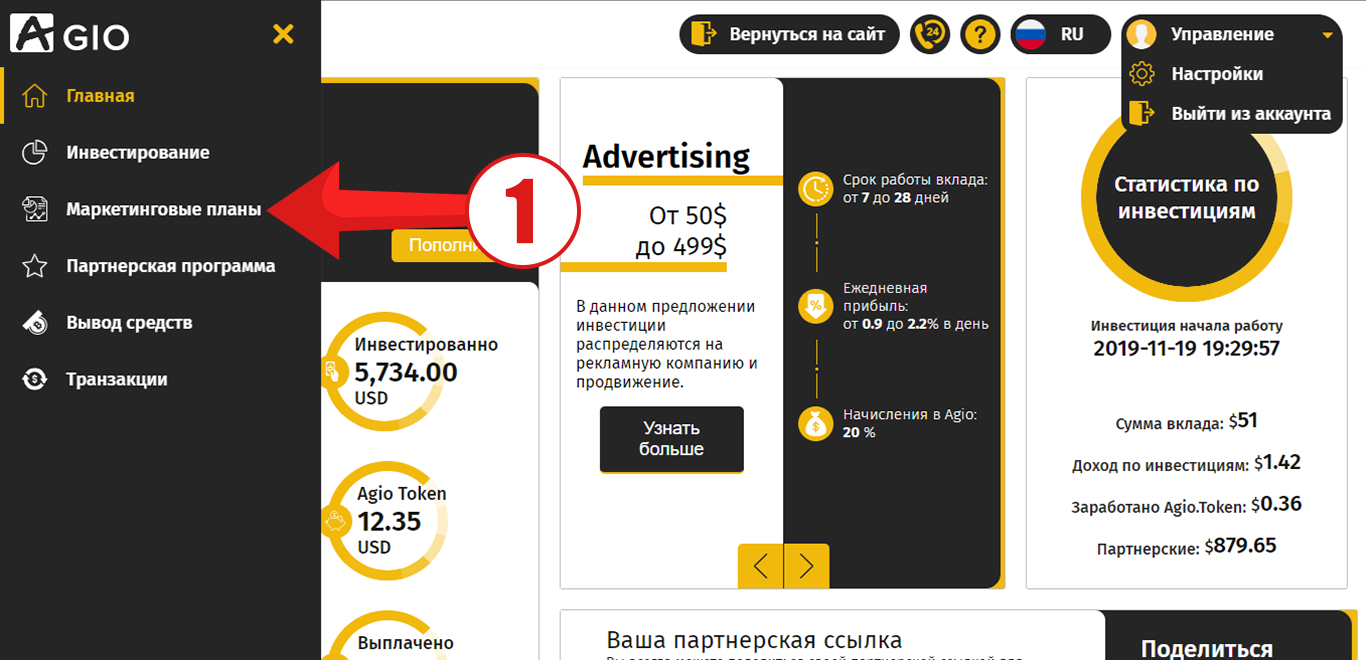 AGIO
Главная
Инвестирование
Маркетинговые планы
Партнерская программа
Вывод средств
Транзакции
1
Вернуться на сайт
24
?
RU
Управление
Настройки
Выйти из аккаунта
Инвестированно
5,734.00
USD
Agio Token
12.35
USD
Выплачено
Advertising
От 50$
до 499$
В данном предложении
инвестиции
распределяются на
рекламную компанию и
продвижение.
Узнать
больше
Срок работы вклада:
от 7 до 28 дней
Ежедневная
прибыль:
от 0.9 до 2.2% в день
Начисления в Agio:
20 %
Статистика по
инвестициям
Инвестиция начала работу
2019-11-19 19:29:57
Сумма вклада: $51
Доход по инвестициям: $1.42
Заработано Agio.Token: $0.36
Партнерские: $879.65
Ваша партнерская ссылка
Поделиться